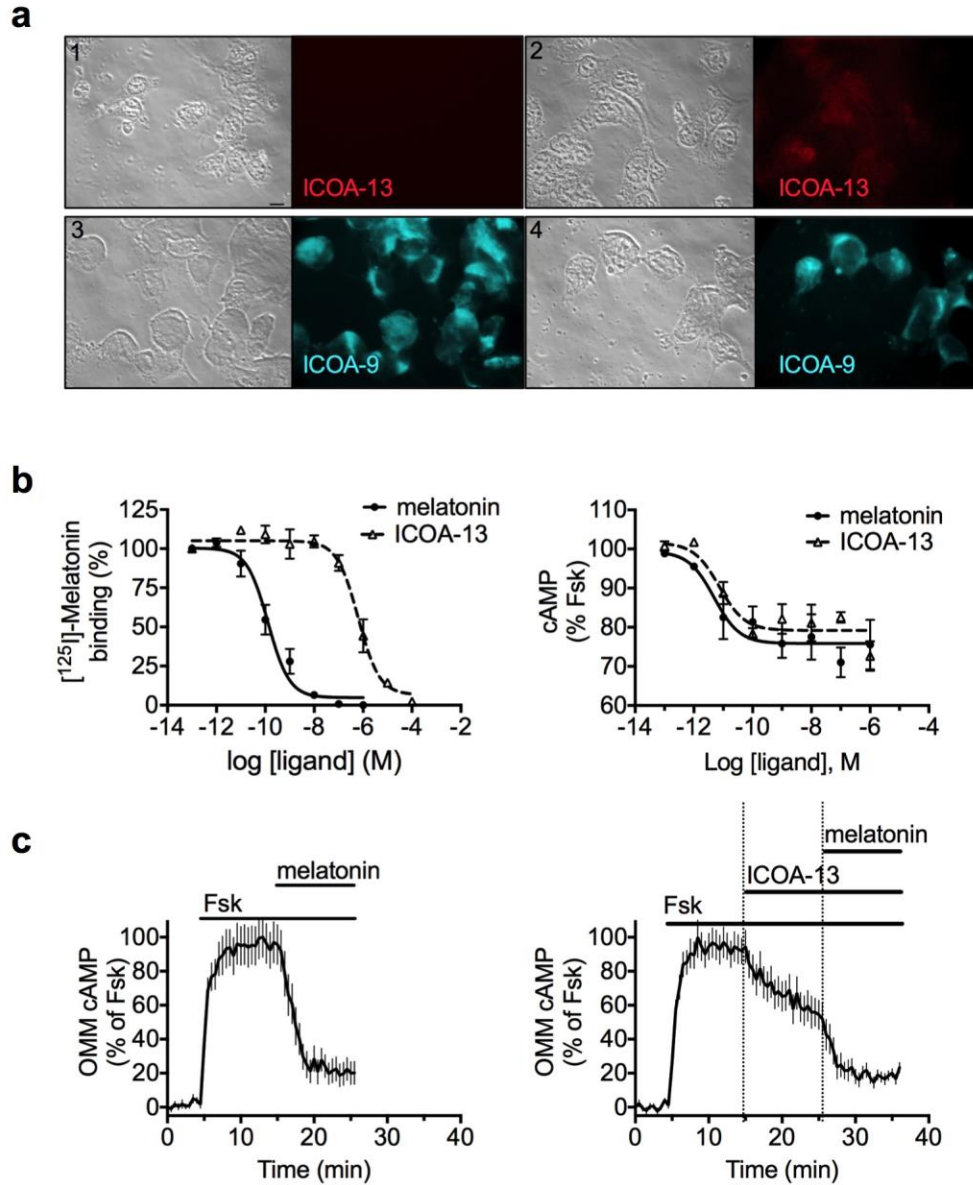 a
1
ICOA-13
2
ICOA-13
3
ICOA-9
4
ICOA-9
b
[¹²⁵I]-Melatonin
binding (%)
125
100
75
50
25
0
-14 -12 -10 -8 -6 -4 -2
log [ligand] (M)
melatonin
ICOA-13
cAMP
(% Fsk)
110
100
90
80
70
60
-14 -12 -10 -8 -6 -4
Log [ligand], M
melatonin
ICOA-13
c
melatonin
Fsk
OMM cAMP
(% of Fsk)
100
80
60
40
20
0
0 10 20 30 40
Time (min)
melatonin
ICOA-13
Fsk
OMM cAMP
(% of Fsk)
100
80
60
40
20
0
0 10 20 30 40
Time (min)